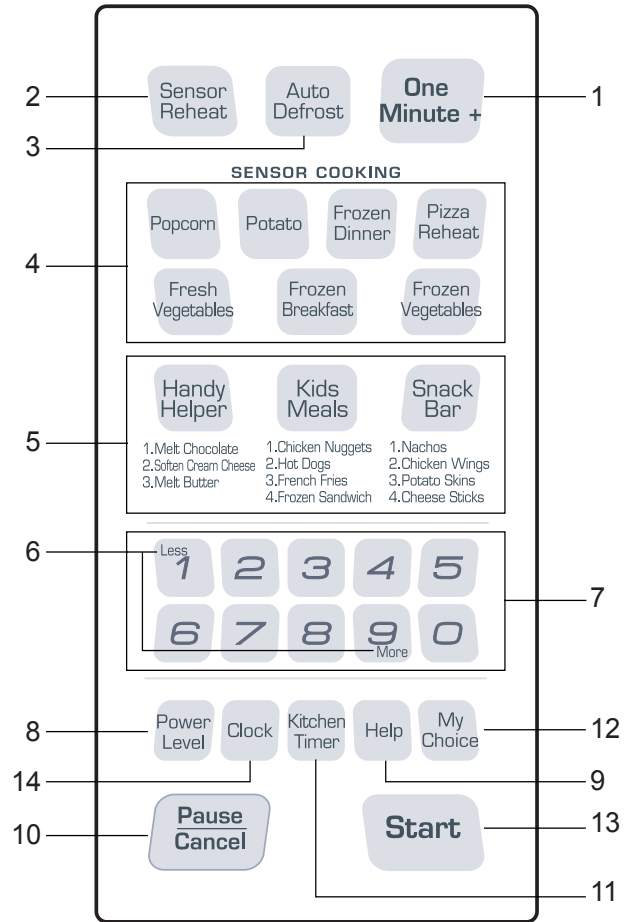 Sensor
Reheat
Auto
Defrost
One
Minute +
2
1
3
SENSOR COOKING
Popcorn
Potato
Frozen
Dinner
Pizza
Reheat
4
Fresh
Vegetables
Frozen
Breakfast
Frozen
Vegetables
Handy
Helper
Kids
Meals
Snack
Bar
5
1.Melt Chocolate
2.Soften Cream Cheese
3.Melt Butter
1.Chicken Nuggets
2.Hot Dogs
3.French Fries
4.Frozen Sandwich
1.Nachos
2.Chicken Wings
3.Potato Skins
4.Cheese Sticks
6
Less
1 2 3 4 5
7
6 7 8 9 0
More
8
Power
Level
Clock
Kitchen
Timer
Help
My
Choice
12
14
9
10
Pause
Cancel
Start
13
11